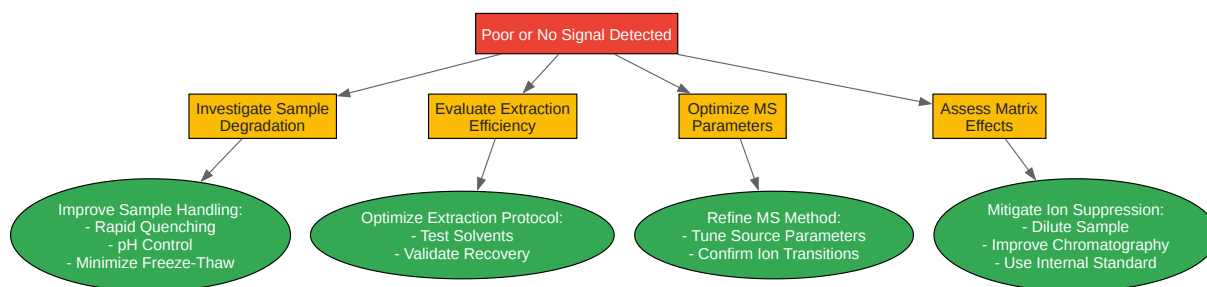 Poor or No Signal Detected
Investigate Sample
Degradation
Evaluate Extraction
Efficiency
Optimize MS
Parameters
Assess Matrix
Effects
Improve Sample Handling:
- Rapid Quenching
- pH Control
- Minimize Freeze-Thaw
Optimize Extraction Protocol:
- Test Solvents
- Validate Recovery
Refine MS Method:
- Tune Source Parameters
- Confirm Ion Transitions
Mitigate Ion Suppression:
- Dilute Sample
- Improve Chromatography
- Use Internal Standard